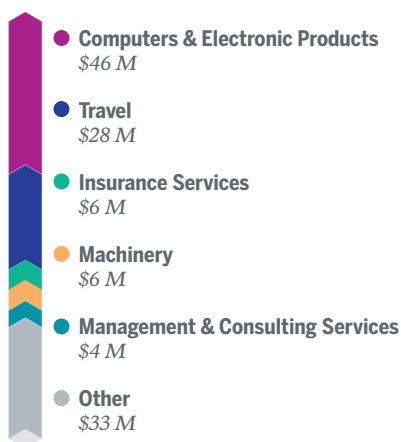 Computers & Electronic Products
$46 M
Travel
$28 M
Insurance Services
$6 M
Machinery
$6 M
Management & Consulting Services
$4 M
Other
$33 M